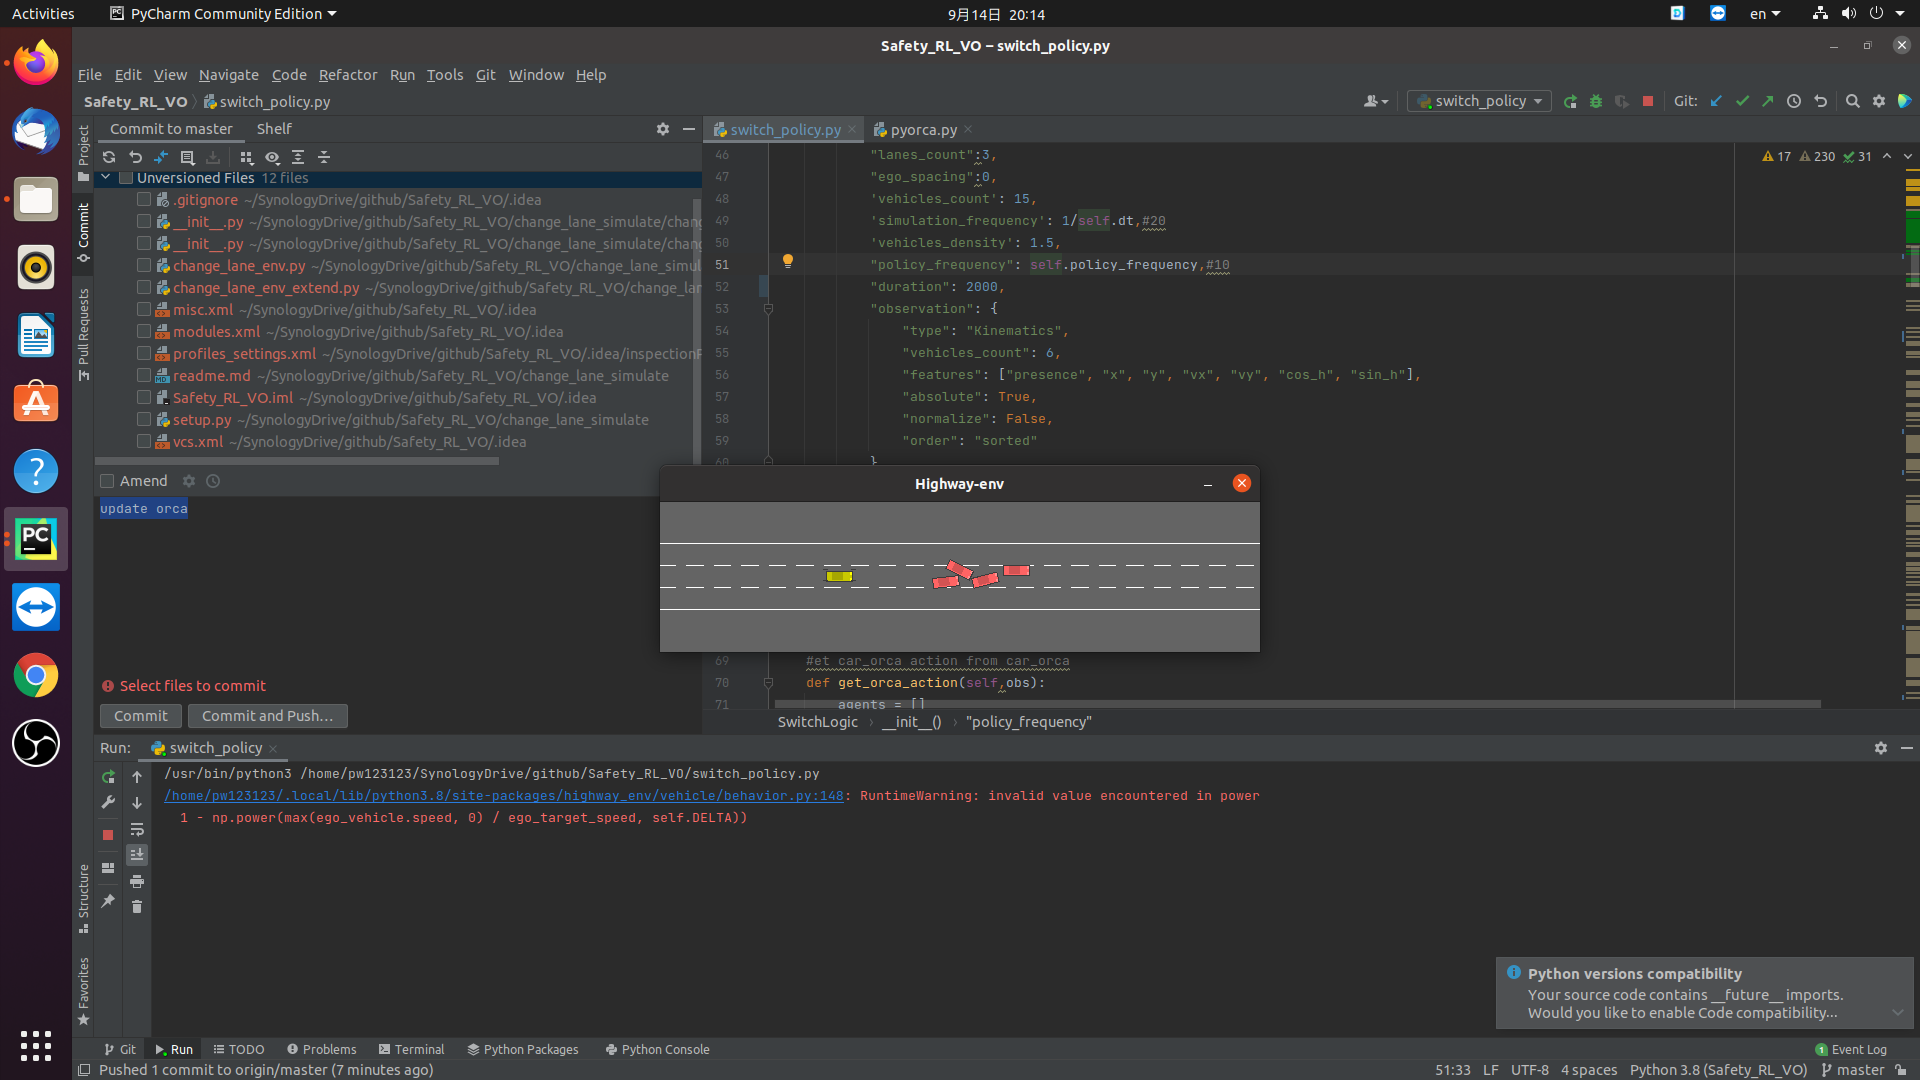 Activities
PyCharm Community Edition
9月14日 20:14
en
Safety_RL_VO – switch_policy.py
File Edit View Navigate Code Refactor Run Tools Git Window Help
Safety_RL_VO switch_policy.py
switch_policy
Git:
Project
Commit
Pull Requests
Structure
Favorites
Commit to master Shelf
Unversioned Files 12 files
.gitignore ~/SynologyDrive/github/Safety_RL_VO/.idea
__init__.py ~/SynologyDrive/github/Safety_RL_VO/change_lane_simulate/chang
__init__.py ~/SynologyDrive/github/Safety_RL_VO/change_lane_simulate/chang
change_lane_env.py ~/SynologyDrive/github/Safety_RL_VO/change_lane_simul
change_lane_env_extend.py ~/SynologyDrive/github/Safety_RL_VO/change_lan
misc.xml ~/SynologyDrive/github/Safety_RL_VO/.idea
modules.xml ~/SynologyDrive/github/Safety_RL_VO/.idea
profiles_settings.xml ~/SynologyDrive/github/Safety_RL_VO/.idea/inspectionP
readme.md ~/SynologyDrive/github/Safety_RL_VO/change_lane_simulate
Safety_RL_VO.iml ~/SynologyDrive/github/Safety_RL_VO/.idea
setup.py ~/SynologyDrive/github/Safety_RL_VO/change_lane_simulate
vcs.xml ~/SynologyDrive/github/Safety_RL_VO/.idea
Amend
update orca
Select files to commit
Commit Commit and Push...
switch_policy.py pyorca.py
17 230 31
46 "lanes_count":3,
47 "ego_spacing":0,
48 'vehicles_count': 15,
49 'simulation_frequency': 1/self.dt,#20
50 'vehicles_density': 1.5,
51 "policy_frequency": self.policy_frequency,#10
52 "duration": 2000,
53 "observation": {
54 "type": "Kinematics",
55 "vehicles_count": 6,
56 "features": ["presence", "x", "y", "vx", "vy", "cos_h", "sin_h"],
57 "absolute": True,
58 "normalize": False,
59 "order": "sorted"
60 }
Highway-env
69 #et car_orca action from car_orca
70 def get_orca_action(self,obs):
71 agents = []
SwitchLogic __init__() "policy_frequency"
Run: switch_policy
/usr/bin/python3 /home/pw123123/SynologyDrive/github/Safety_RL_VO/switch_policy.py
/home/pw123123/.local/lib/python3.8/site-packages/highway_env/vehicle/behavior.py:148: RuntimeWarning: invalid value encountered in power
1 - np.power(max(ego_vehicle.speed, 0) / ego_target_speed, self.DELTA))
Python versions compatibility
Your source code contains __future__ imports.
Would you like to enable Code compatibility...
Git Run TODO Problems Terminal Python Packages Python Console
1 Event Log
Pushed 1 commit to origin/master (7 minutes ago)
51:33 LF UTF-8 4 spaces Python 3.8 (Safety_RL_VO) master